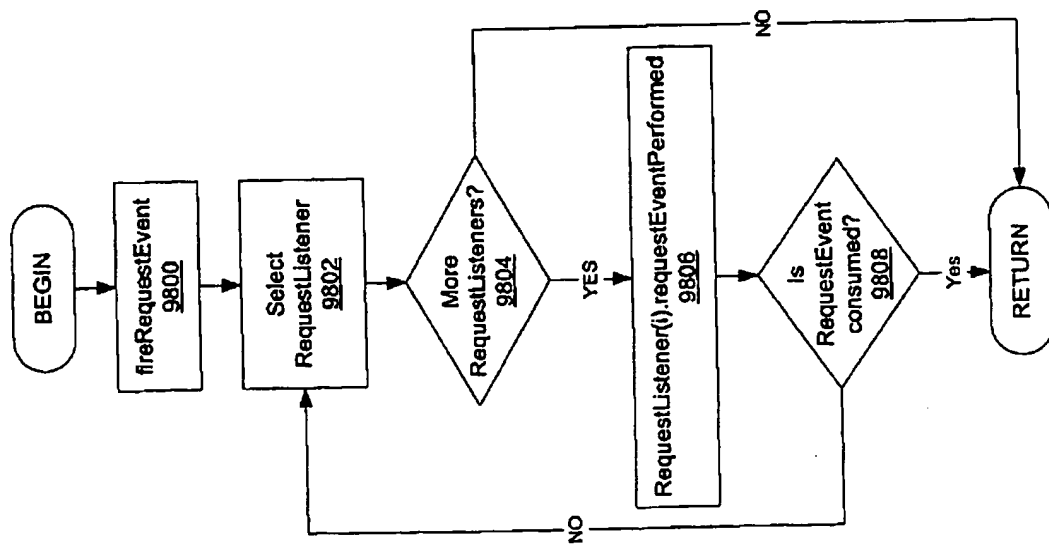 BEGIN
fireRequestEvent
9800
Select
RequestListener
9802
More
RequestListeners?
9804
NO
YES
RequestListener(i).requestEventPerformed
9806
Is
RequestEvent
consumed?
9808
NO
Yes
RETURN